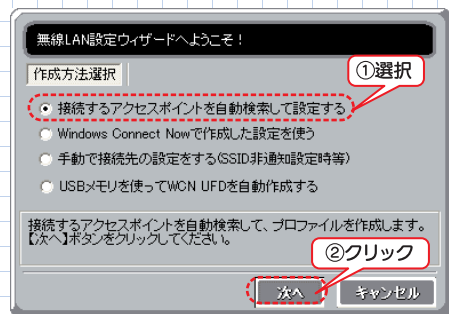 無線LAN設定ウィザードへようこそ！
作成方法選択
①選択
接続するアクセスポイントを自動検索して設定する
Windows Connect Nowで作成した設定を使う
手動で接続先の設定をする(SSID非通知設定時等)
USBメモリを使ってWCN UFDを自動作成する
接続するアクセスポイントを自動検索して、プロファイルを作成します。
【次へ】ボタンをクリックしてください。
②クリック
次へ
キャンセル